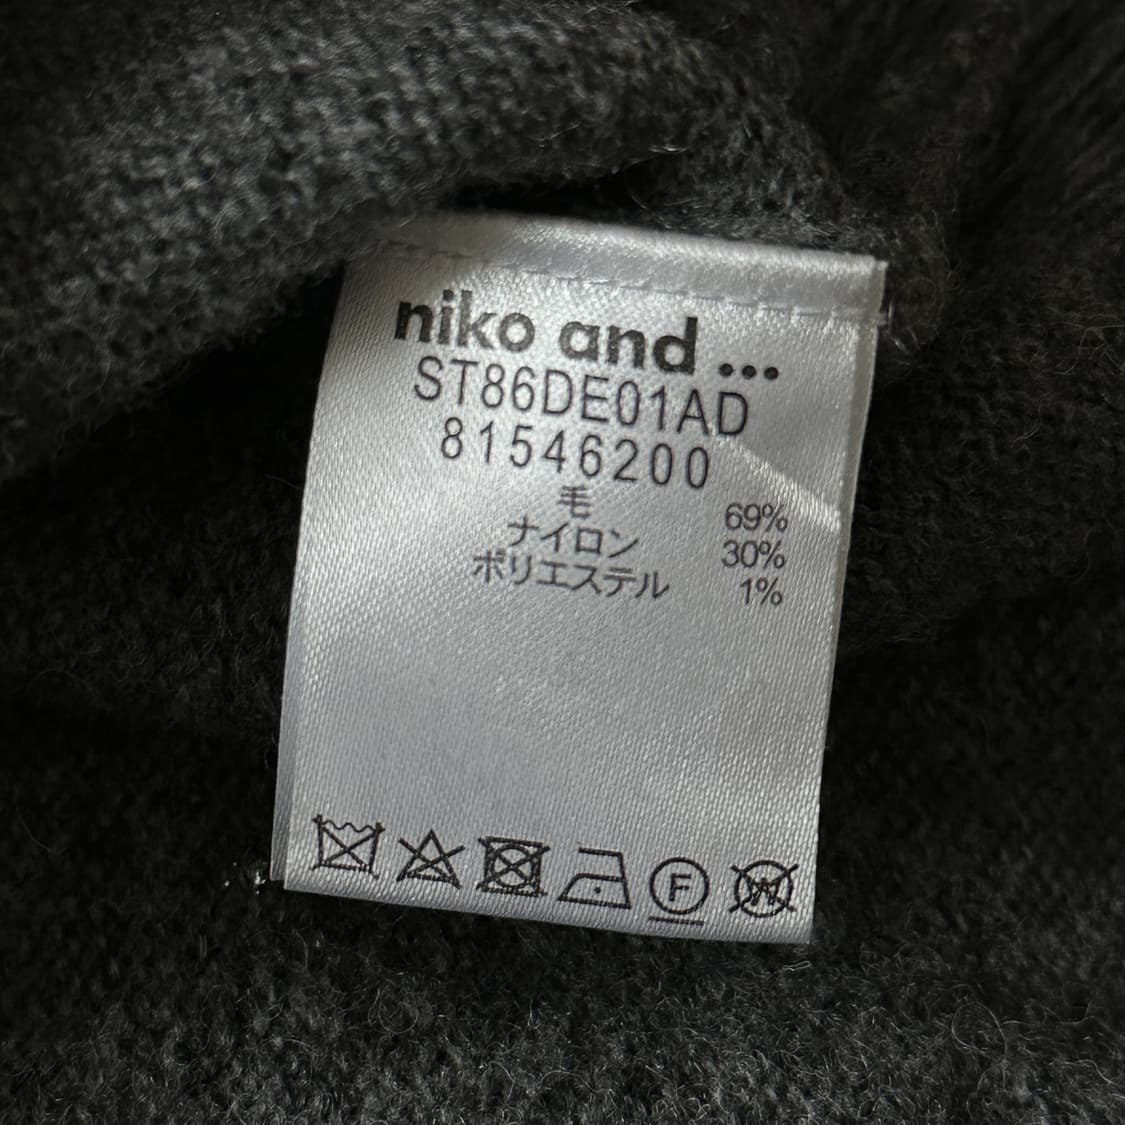 niko and ...
ST86DE01AD
81546200
毛 69%
ナイロン 30%
ポリエステル 1%
F
W